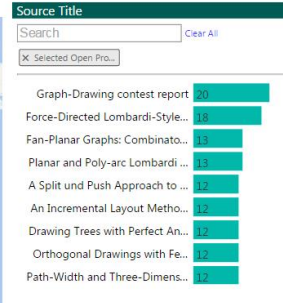 Source Title
Search Clear All
× Selected Open Pro...
Graph-Drawing contest report 20
Force-Directed Lombardi-Style... 18
Fan-Planar Graphs: Combinato... 13
Planar and Poly-arc Lombardi ... 13
A Split und Push Approach to ... 12
An Incremental Layout Metho... 12
Drawing Trees with Perfect An... 12
Orthogonal Drawings with Fe... 12
Path-Width and Three-Dimens... 12